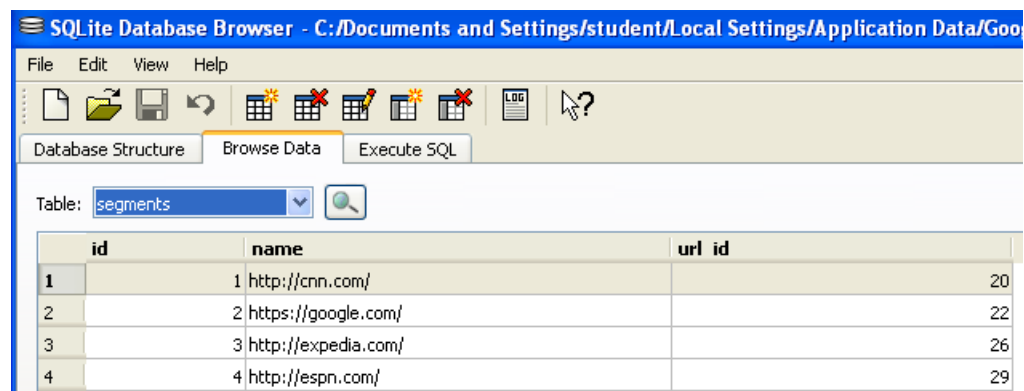 SQLite Database Browser - C:/Documents and Settings/student/Local Settings/Application Data/Goog
File Edit View Help
LOG ?
Database Structure Browse Data Execute SQL
Table: segments
id name url_id
1 1 http://cnn.com/ 20
2 2 https://google.com/ 22
3 3 http://expedia.com/ 26
4 4 http://espn.com/ 29